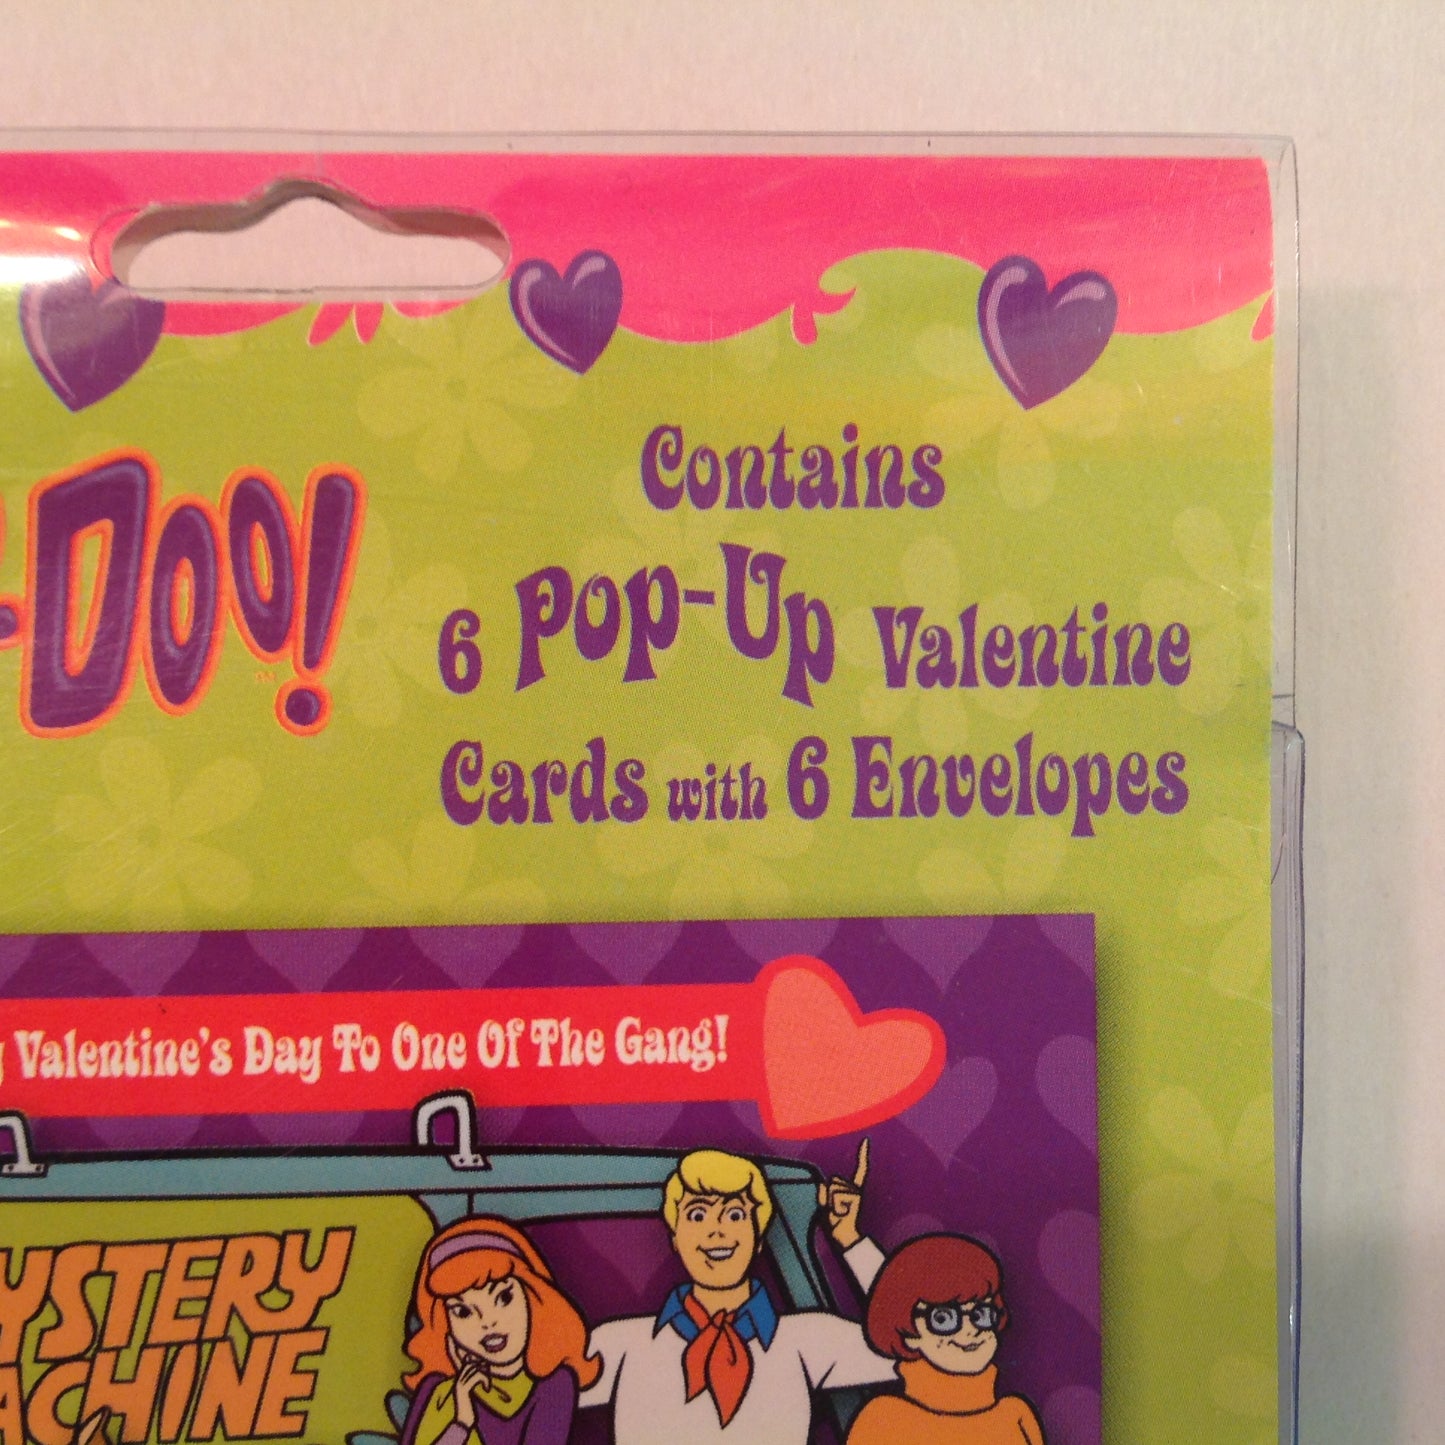 -Doo!
TM
Contains
6 Pop-Up Valentine
Cards with 6 Envelopes
y Valentine's Day To One Of The Gang!
YSTERY
ACHINE